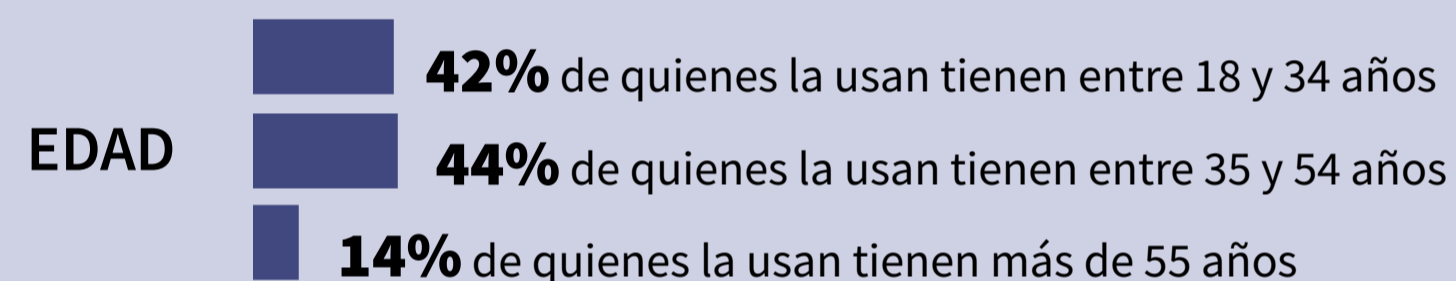 42% de quienes la usan tienen entre 18 y 34 años
EDAD
44% de quienes la usan tienen entre 35 y 54 años
14% de quienes la usan tienen más de 55 años